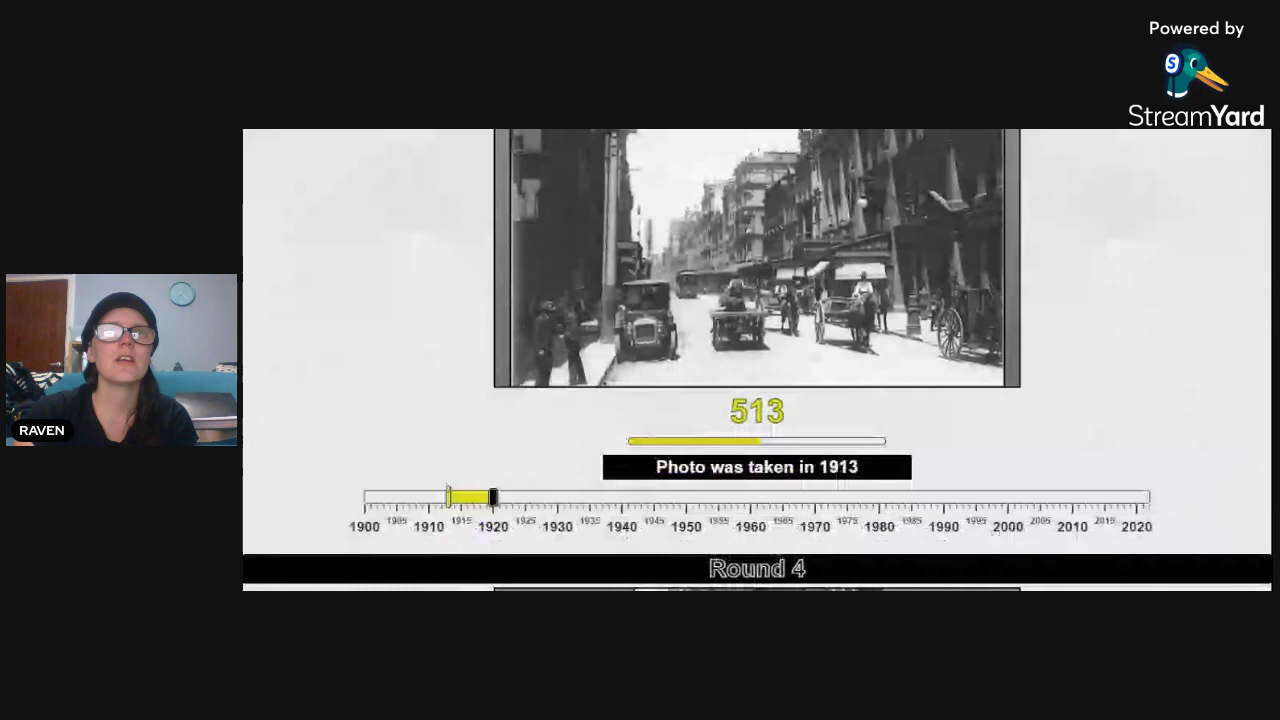 Powered by
S
StreamYard
RAVEN
513
Photo was taken in 1913
1900 1905 1910 1915 1920 1925 1930 1935 1940 1945 1950 1955 1960 1965 1970 1975 1980 1985 1990 1995 2000 2005 2010 2015 2020
Round 4